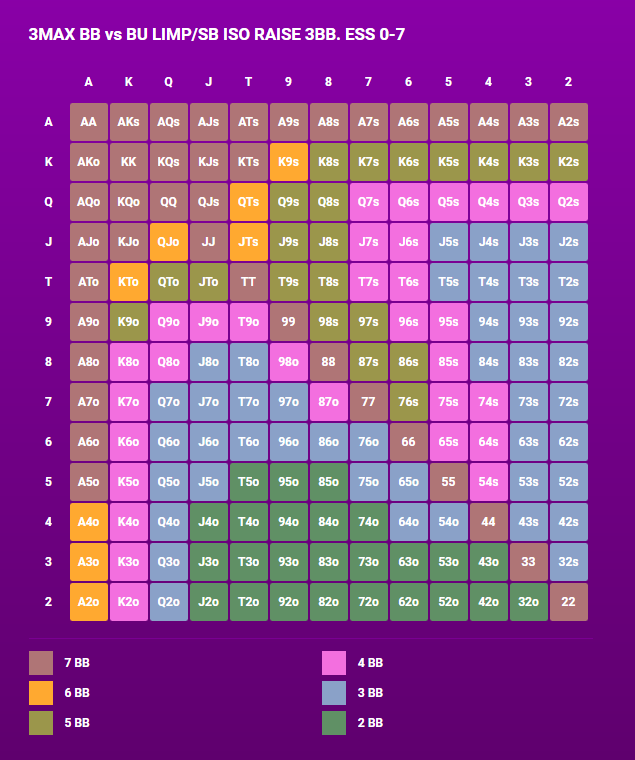 3MAX BB vs BU LIMP/SB ISO RAISE 3BB. ESS 0-7
A K Q J T 9 8 7 6 5 4 3 2
A AA AKs AQs AJs ATs A9s A8s A7s A6s A5s A4s A3s A2s
K AKo KK KQs KJs KTs K9s K8s K7s K6s K5s K4s K3s K2s
Q AQo KQo QQ QJs QTs Q9s Q8s Q7s Q6s Q5s Q4s Q3s Q2s
J AJo KJo QJo JJ JTs J9s J8s J7s J6s J5s J4s J3s J2s
T ATo KTo QTo JTo TT T9s T8s T7s T6s T5s T4s T3s T2s
9 A9o K9o Q9o J9o T9o 99 98s 97s 96s 95s 94s 93s 92s
8 A8o K8o Q8o J8o T8o 98o 88 87s 86s 85s 84s 83s 82s
7 A7o K7o Q7o J7o T7o 97o 87o 77 76s 75s 74s 73s 72s
6 A6o K6o Q6o J6o T6o 96o 86o 76o 66 65s 64s 63s 62s
5 A5o K5o Q5o J5o T5o 95o 85o 75o 65o 55 54s 53s 52s
4 A4o K4o Q4o J4o T4o 94o 84o 74o 64o 54o 44 43s 42s
3 A3o K3o Q3o J3o T3o 93o 83o 73o 63o 53o 43o 33 32s
2 A2o K2o Q2o J2o T2o 92o 82o 72o 62o 52o 42o 32o 22
7 BB
6 BB
5 BB
4 BB
3 BB
2 BB